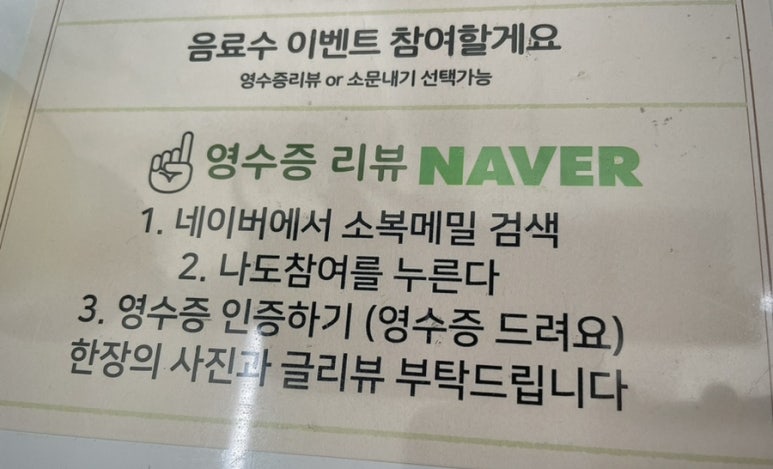 음료수 이벤트 참여할게요
영수증리뷰 or 소문내기 선택가능
영수증 리뷰 NAVER
1. 네이버에서 소복메밀 검색
2. 나도참여를 누른다
3. 영수증 인증하기 (영수증 드려요)
한장의 사진과 글리뷰 부탁드립니다